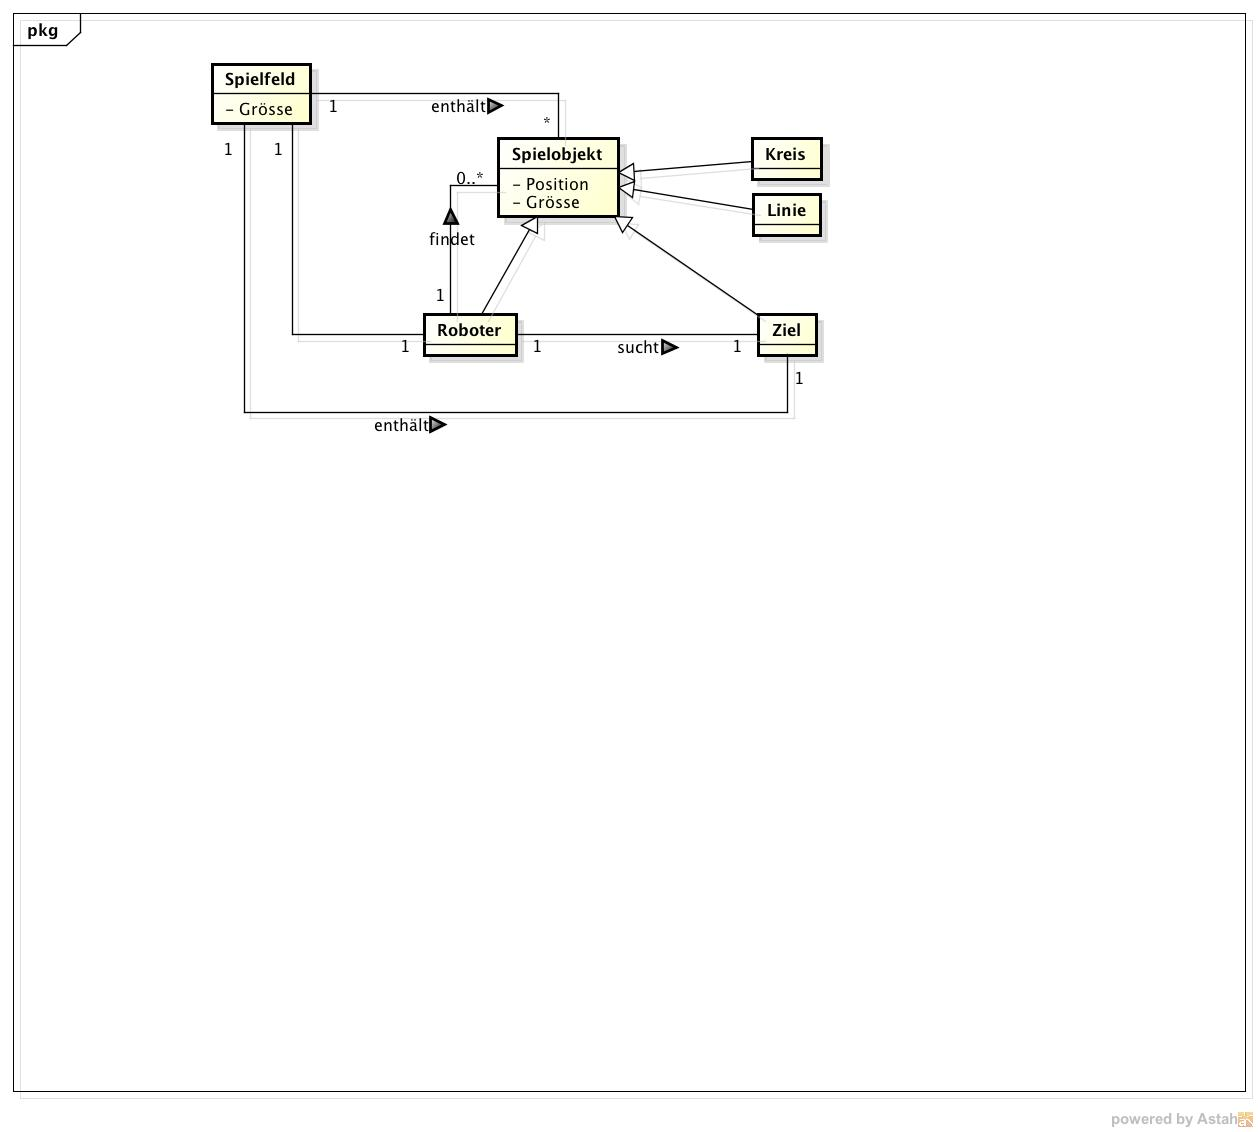 pkg
Spielfeld
- Grösse
1
enthält
*
1
1
Spielobjekt
- Position
- Grösse
Kreis
Linie
0..*
findet
1
Roboter
1
1
sucht
1
Ziel
1
enthält
powered by Astah